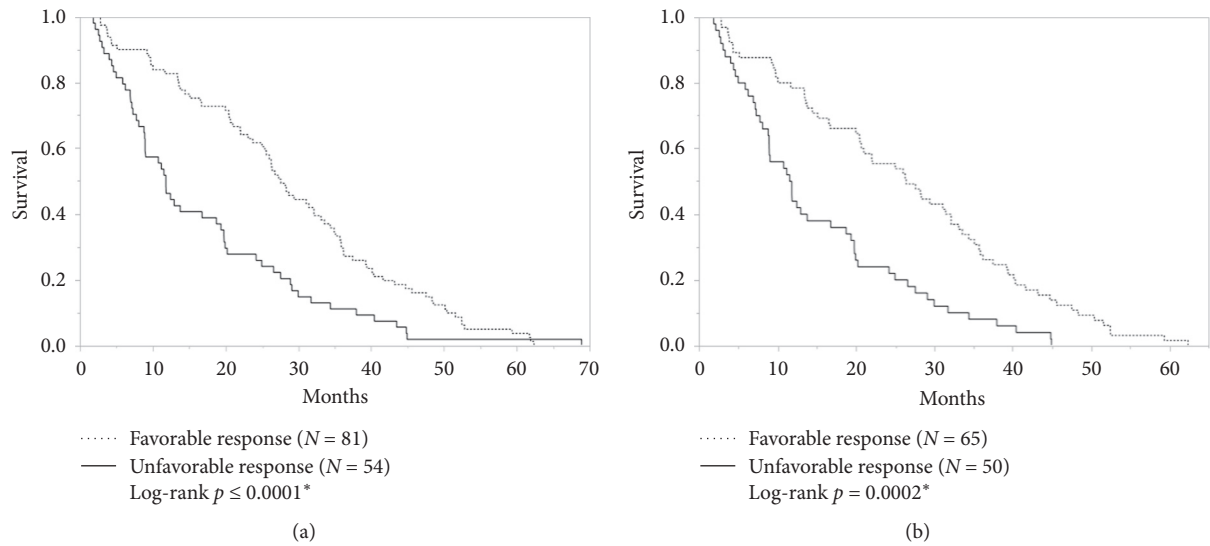 1.0
0.8
0.6
0.4
0.2
0.0
Survival
0 10 20 30 40 50 60 70
Months
Favorable response (N = 81)
Unfavorable response (N = 54)
Log-rank p ≤ 0.0001*
(a)
1.0
0.8
0.6
0.4
0.2
0.0
Survival
0 10 20 30 40 50 60
Months
Favorable response (N = 65)
Unfavorable response (N = 50)
Log-rank p = 0.0002*
(b)